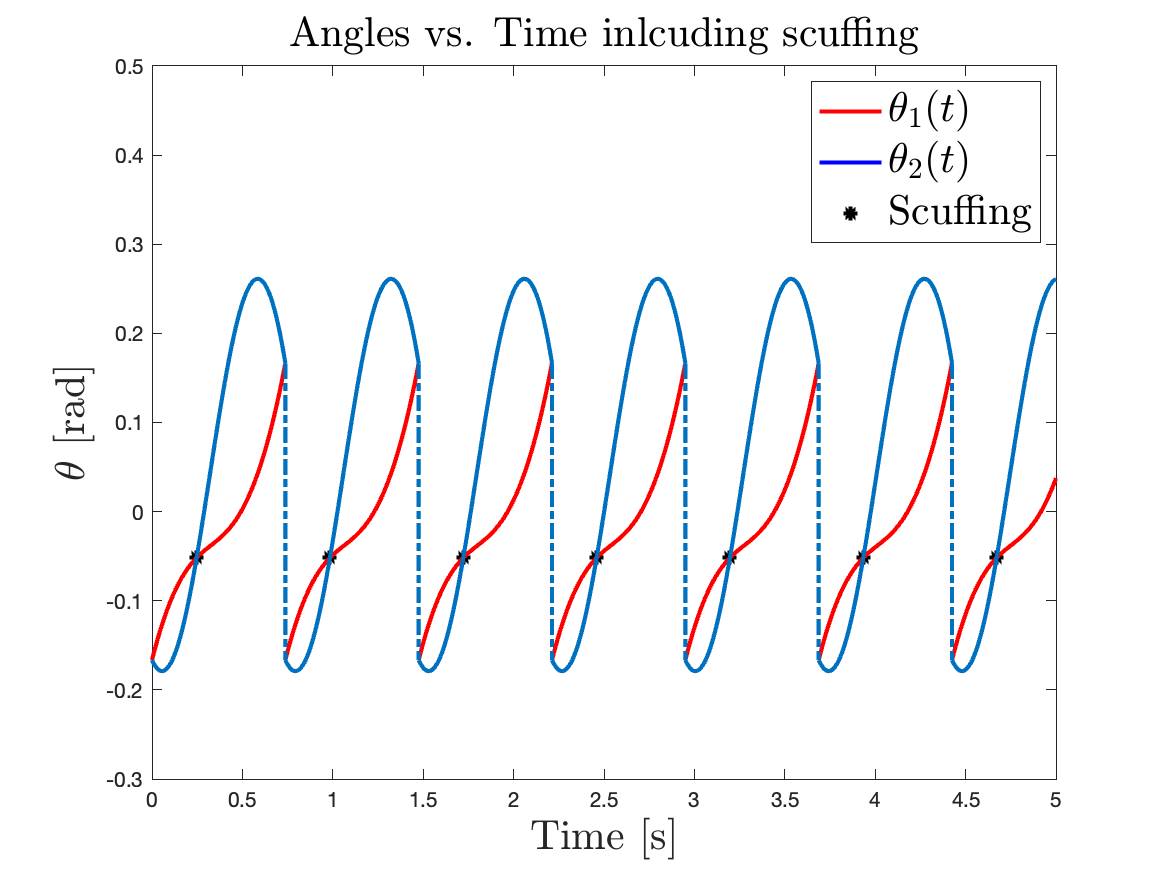 Angles vs. Time inlcuding scuffing
θ₁(t)
θ₂(t)
Scuffing
0.5
0.4
0.3
0.2
0.1
0
-0.1
-0.2
-0.3
θ [rad]
0 0.5 1 1.5 2 2.5 3 3.5 4 4.5 5
Time [s]